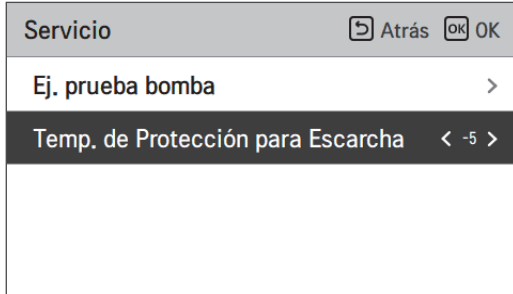 Servicio Atrás OK OK
Ej. prueba bomba >
Temp. de Protección para Escarcha < -5 >